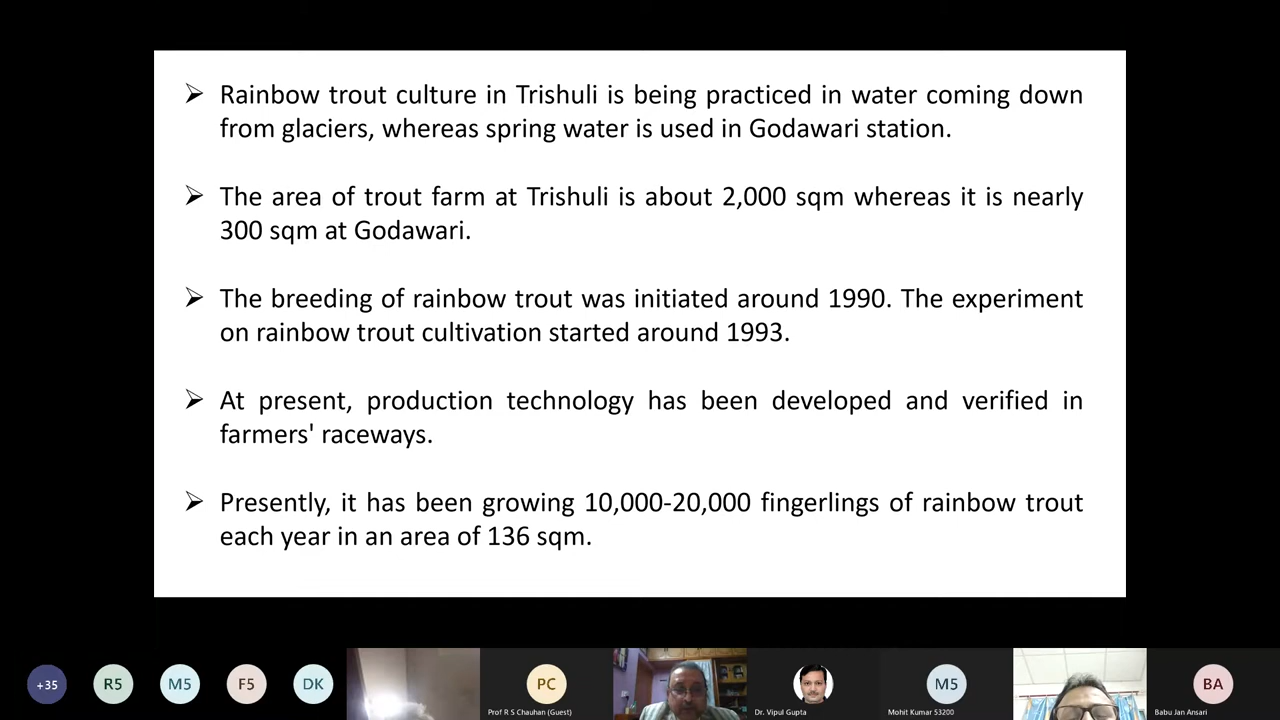 ➢ Rainbow trout culture in Trishuli is being practiced in water coming down
from glaciers, whereas spring water is used in Godawari station.
➢ The area of trout farm at Trishuli is about 2,000 sqm whereas it is nearly
300 sqm at Godawari.
➢ The breeding of rainbow trout was initiated around 1990. The experiment
on rainbow trout cultivation started around 1993.
➢ At present, production technology has been developed and verified in
farmers' raceways.
➢ Presently, it has been growing 10,000-20,000 fingerlings of rainbow trout
each year in an area of 136 sqm.
+35
R5
M5
F5
DK
PC
Prof R S Chauhan (Guest)
Dr. Vipul Gupta
M5
Mohit Kumar 53200
BA
Babu Jan Ansari